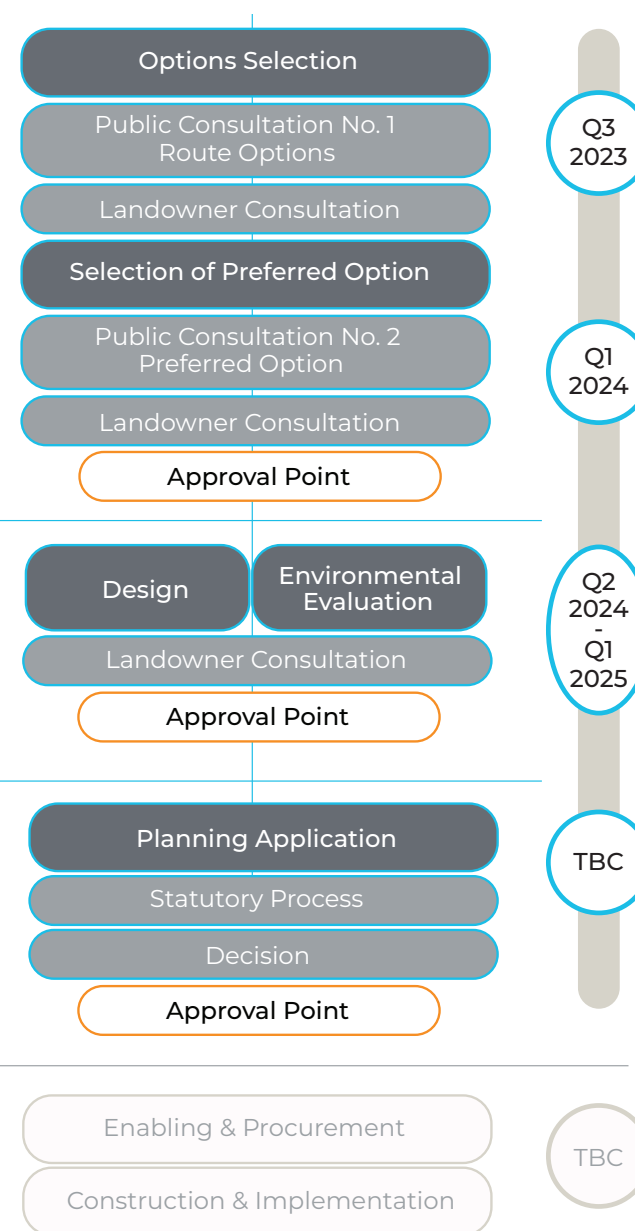 Options Selection
Public Consultation No. 1
Route Options
Q3
2023
Landowner Consultation
Selection of Preferred Option
Public Consultation No. 2
Preferred Option
Q1
2024
Landowner Consultation
Approval Point
Design
Environmental
Evaluation
Q2
2024
-
Q1
2025
Landowner Consultation
Approval Point
Planning Application
TBC
Statutory Process
Decision
Approval Point
Enabling & Procurement
TBC
Construction & Implementation